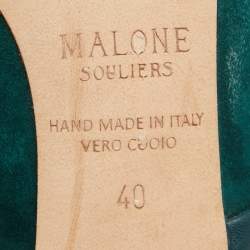 MALONE
SOULIERS
HAND MADE IN ITALY
VERO CUOIO
40